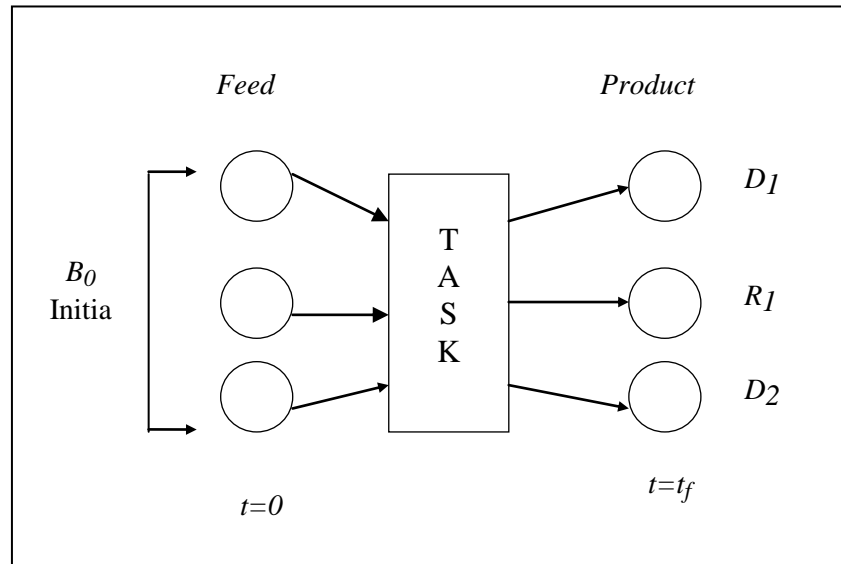 Feed
Product
D1
B0
Initia
T
A
S
K
R1
D2
t=0
t=tf